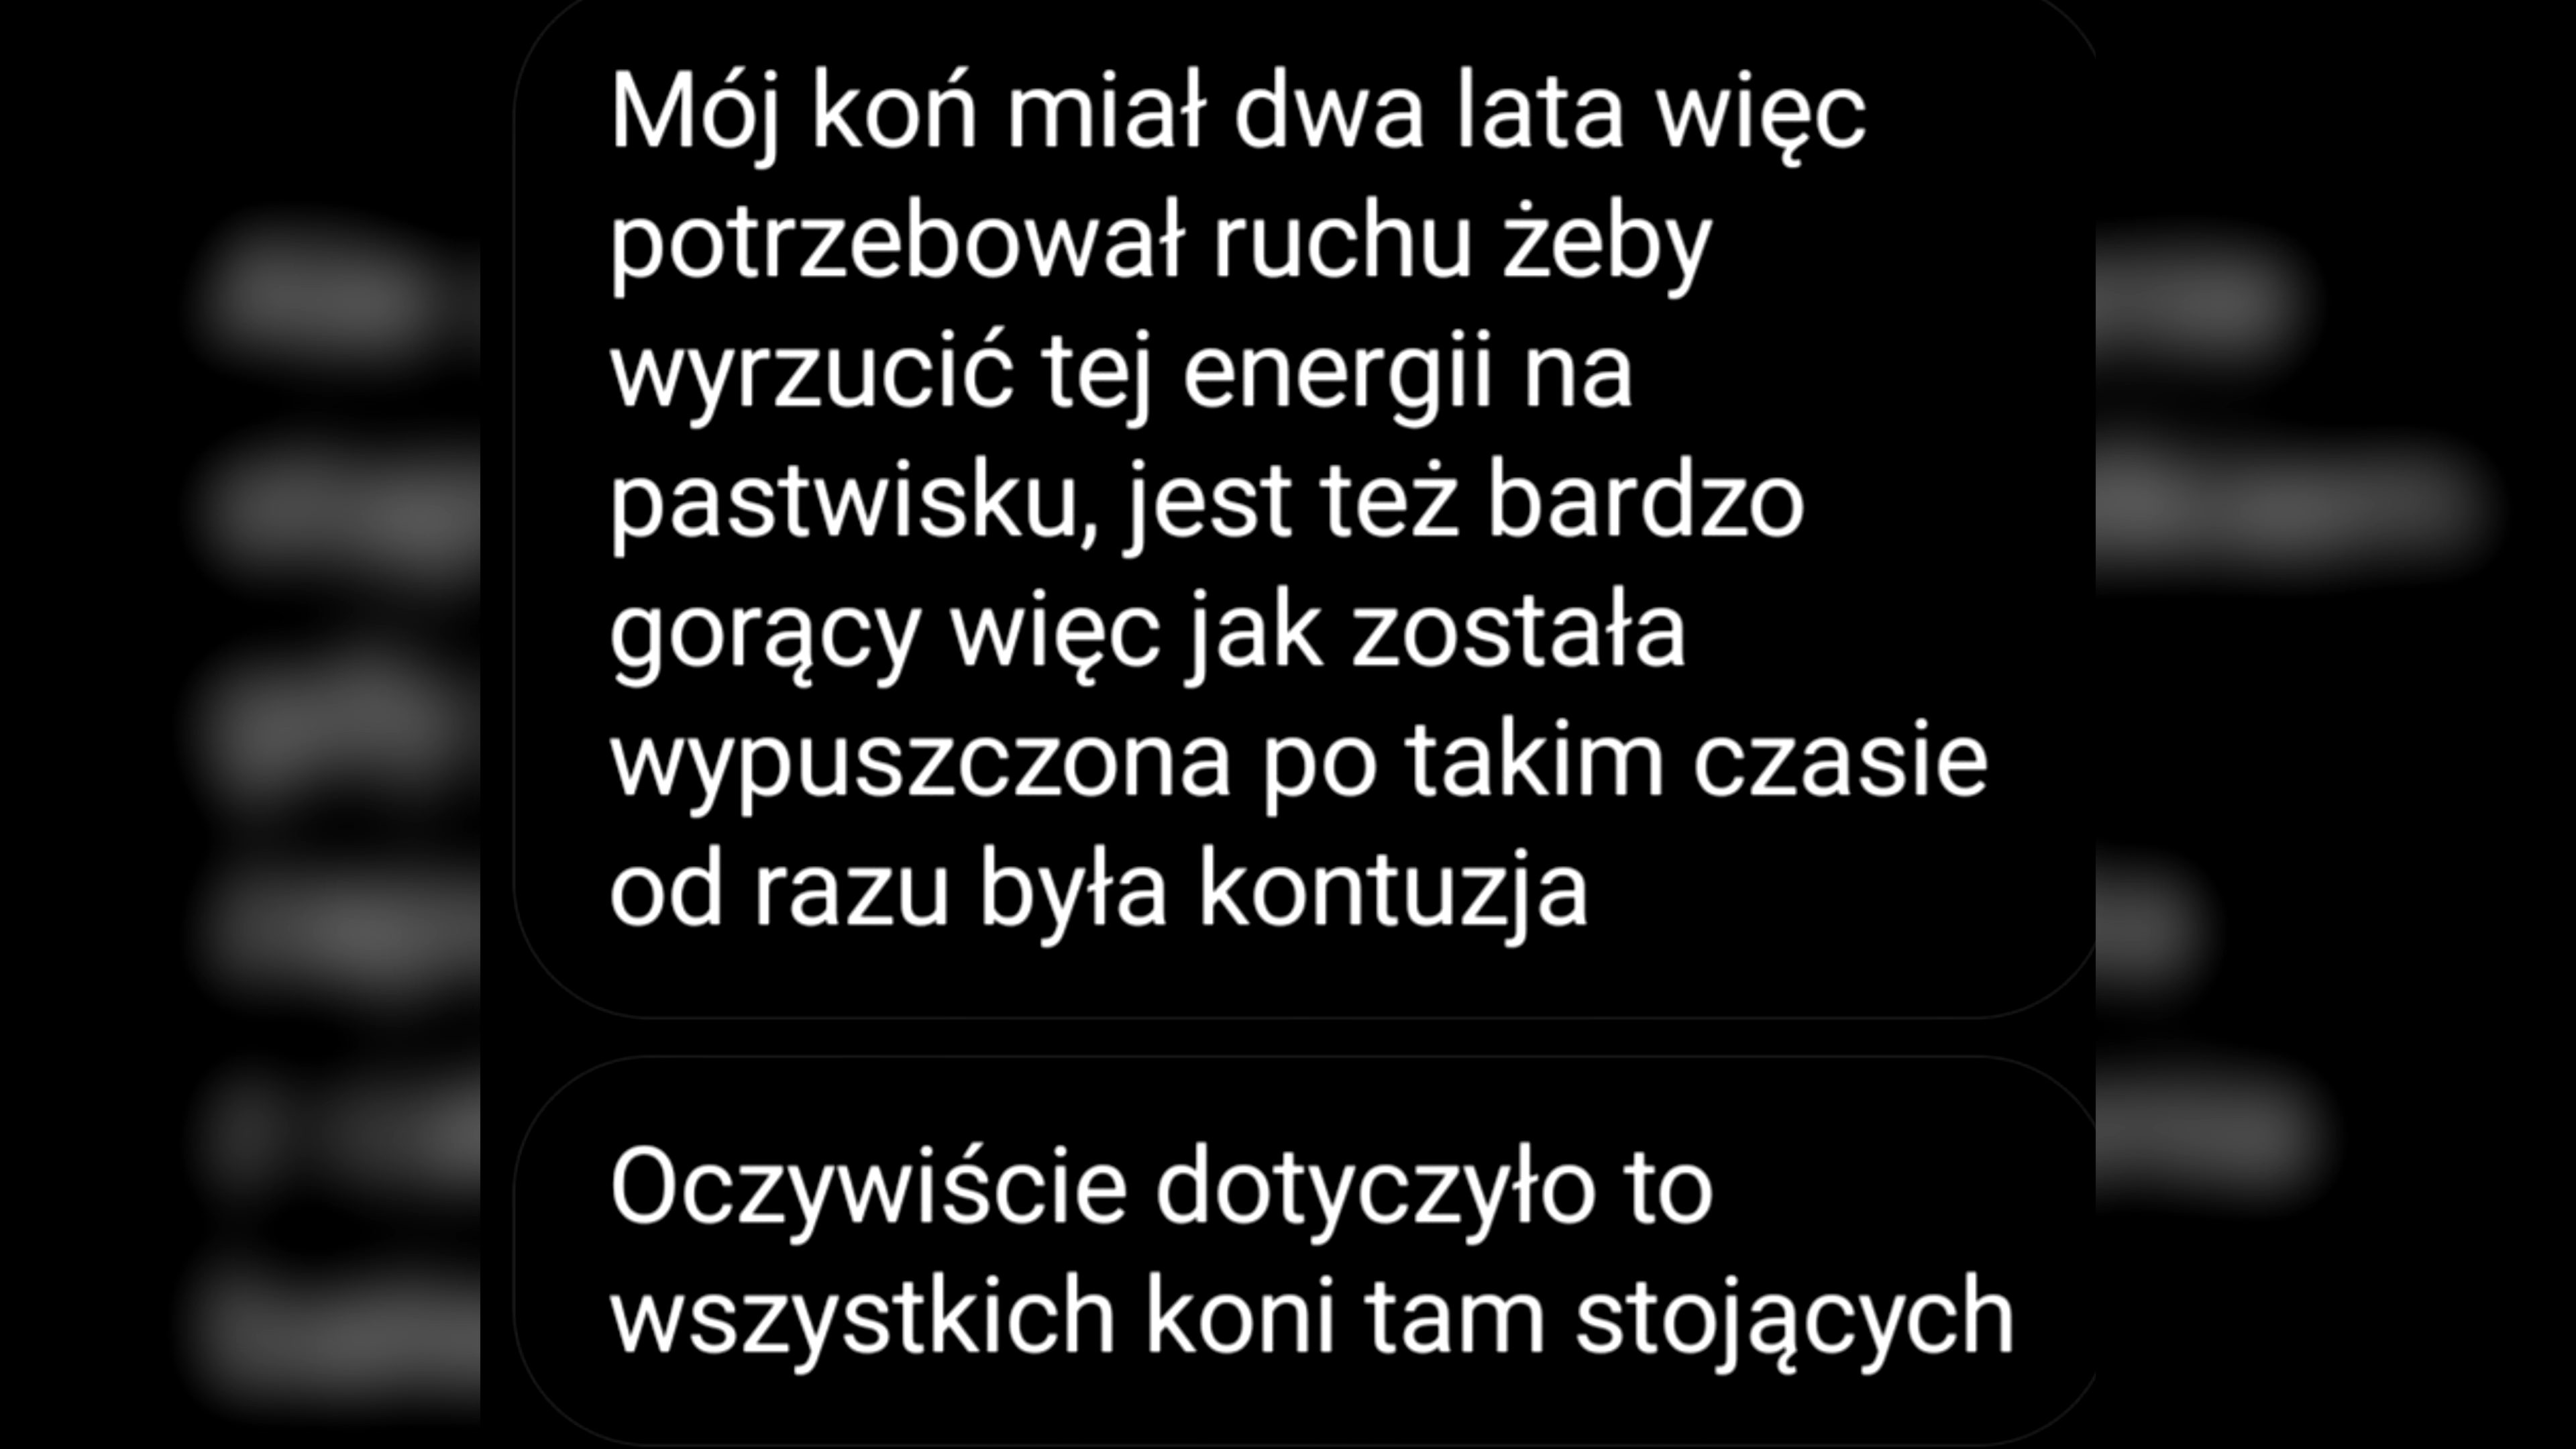 Mój koń miał dwa lata więc
potrzebował ruchu żeby
wyrzucić tej energii na
pastwisku, jest też bardzo
gorący więc jak została
wypuszczona po takim czasie
od razu była kontuzja
Oczywiście dotyczyło to
wszystkich koni tam stojących